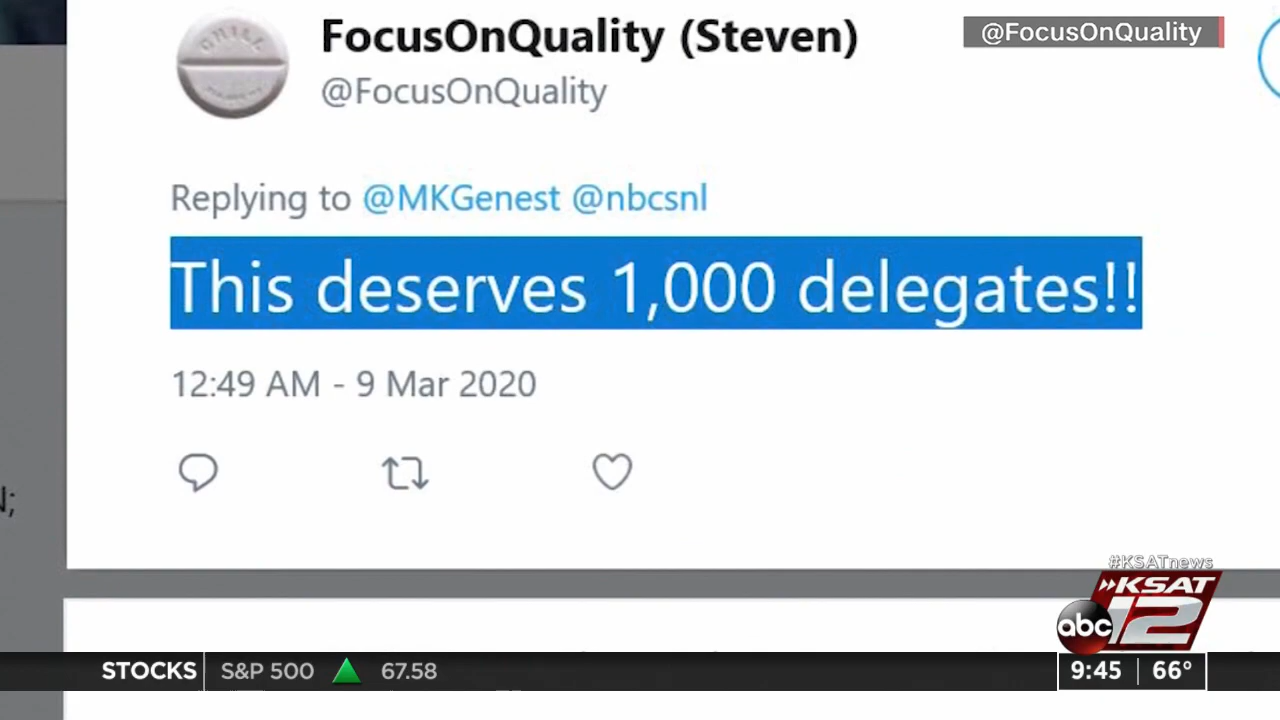 FocusOnQuality (Steven)
@FocusOnQuality
@FocusOnQuality
Replying to @MKGenest @nbcsnl
This deserves 1,000 delegates!!
12:49 AM - 9 Mar 2020
#KSATnews
KSAT
abc 12
STOCKS S&P 500 67.58
9:45 66°
CHILL